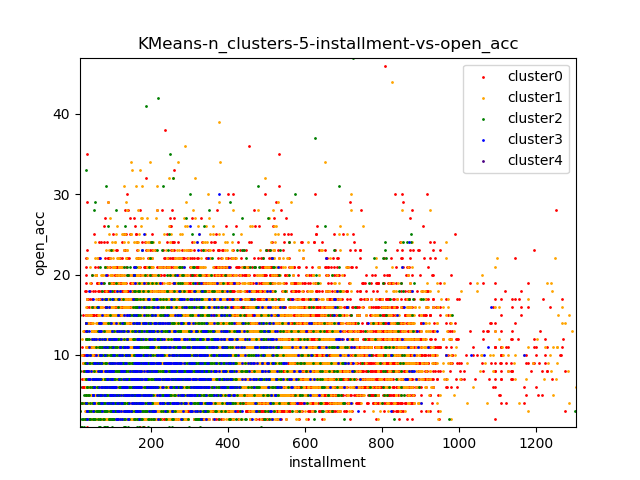 KMeans-n_clusters-5-installment-vs-open_acc
cluster0
cluster1
cluster2
cluster3
cluster4
40
30
20
10
open_acc
200 400 600 800 1000 1200
installment